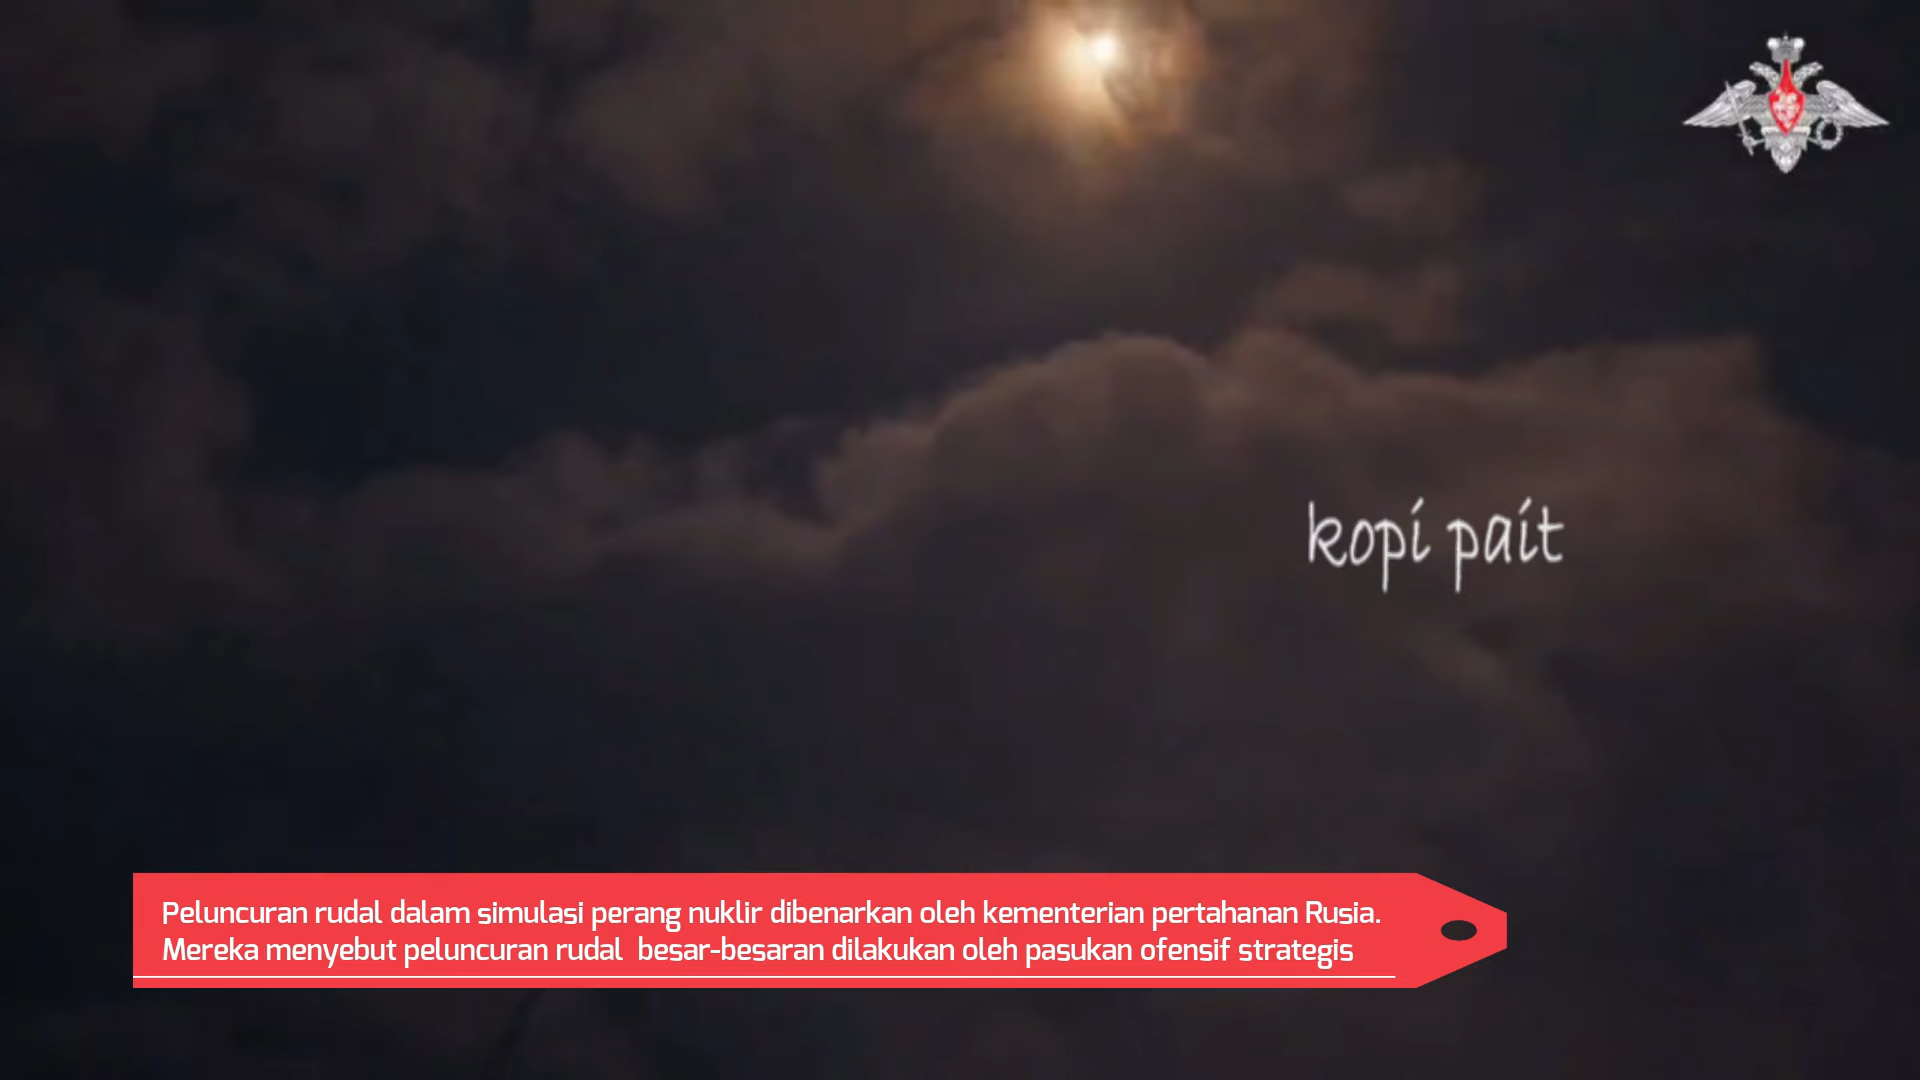 kopi pait
Peluncuran rudal dalam simulasi perang nuklir dibenarkan oleh kementerian pertahanan Rusia.
Mereka menyebut peluncuran rudal  besar-besaran dilakukan oleh pasukan ofensif strategis